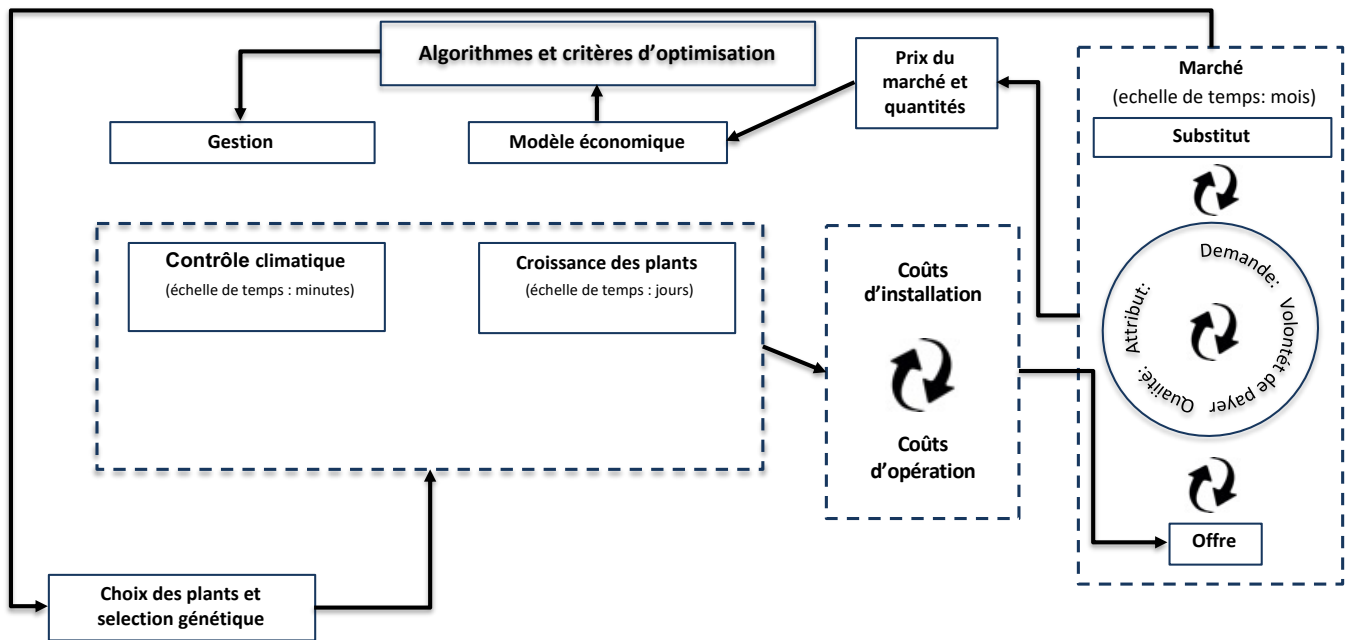 Algorithmes et critères d’optimisation
Gestion
Modèle économique
Prix du
marché et
quantités
Marché
(echelle de temps: mois)
Substitut
Demande: Volontét de payer
Qualité: Attribut:
Offre
Contrôle climatique
(échelle de temps : minutes)
Croissance des plants
(échelle de temps : jours)
Coûts
d’installation
Coûts
d’opération
Choix des plants et
selection génétique